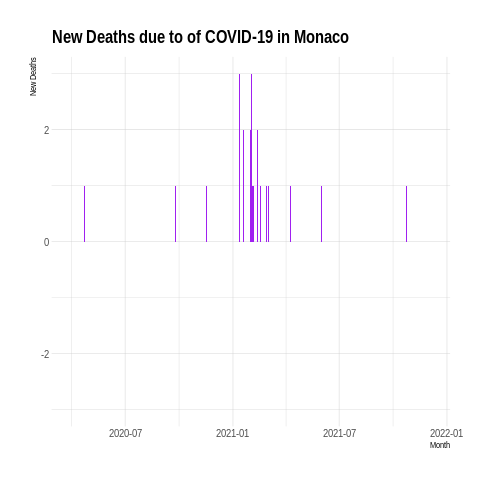 New Deaths due to of COVID-19 in Monaco
New Deaths
2
0
-2
2020-07
2021-01
2021-07
2022-01
Month